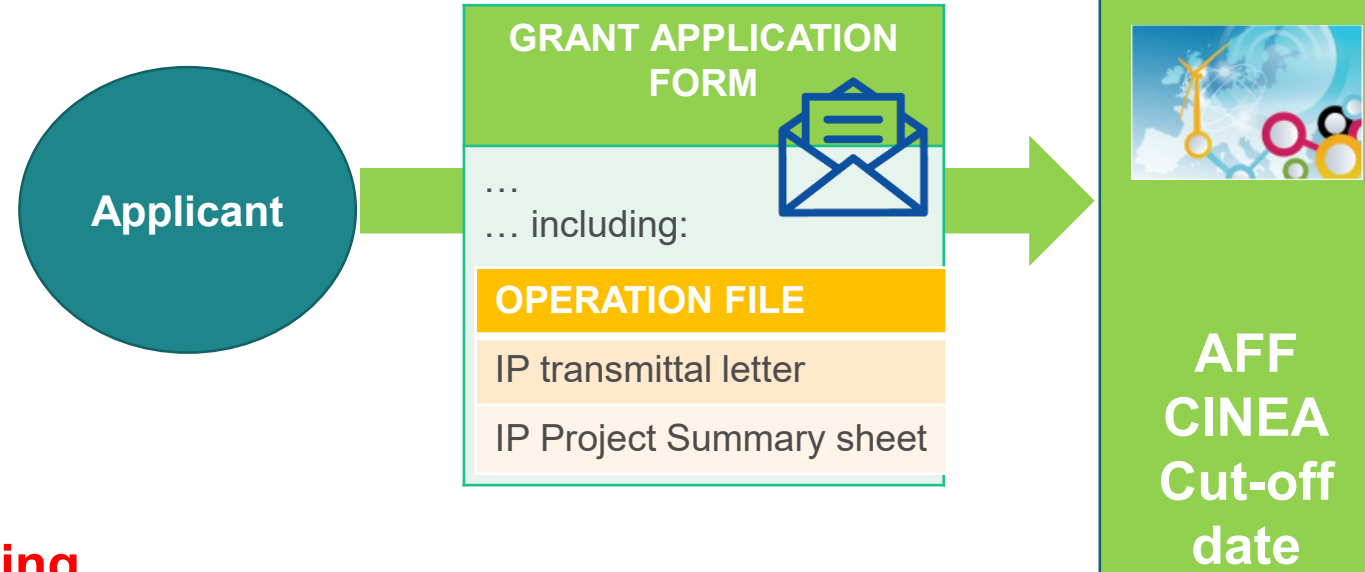 GRANT APPLICATION
FORM
Applicant
…
… including:
OPERATION FILE
IP transmittal letter
IP Project Summary sheet
AFF
CINEA
Cut-off
date